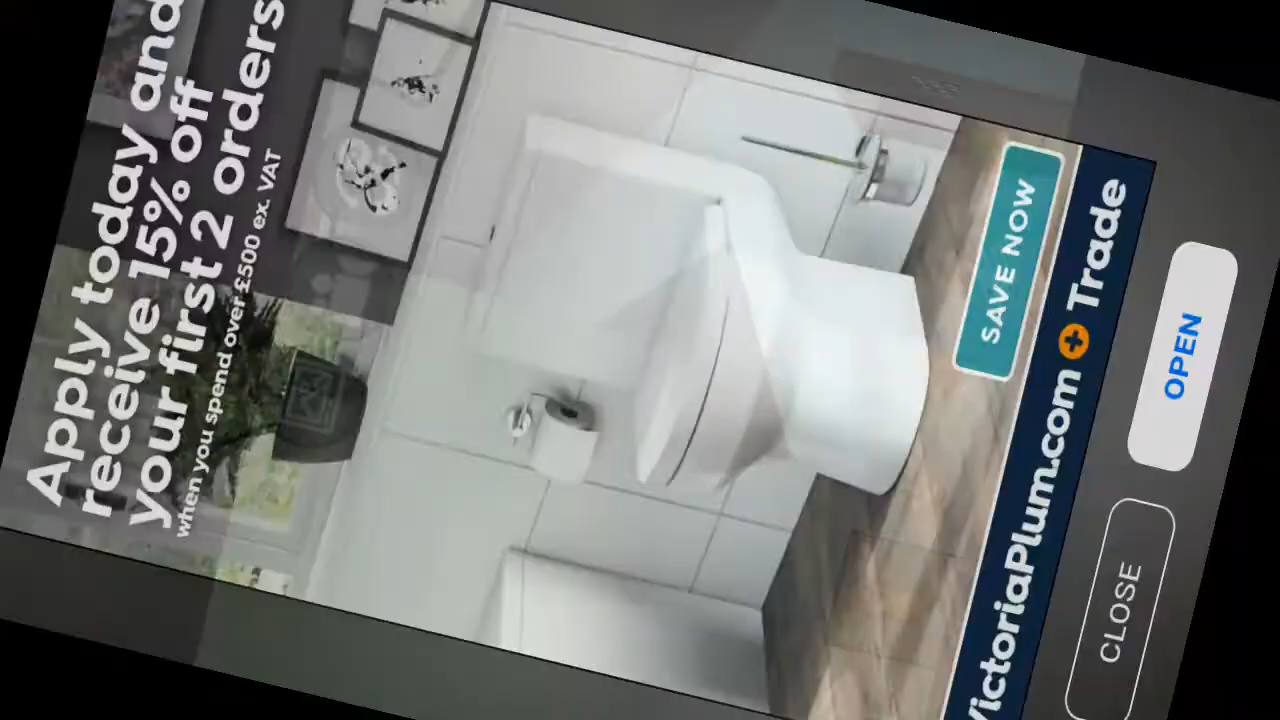 Apply today and
receive 15% off
your first 2 orders
when you spend over £500 ex. VAT
SAVE NOW
VictoriaPlum.com + Trade
OPEN
CLOSE